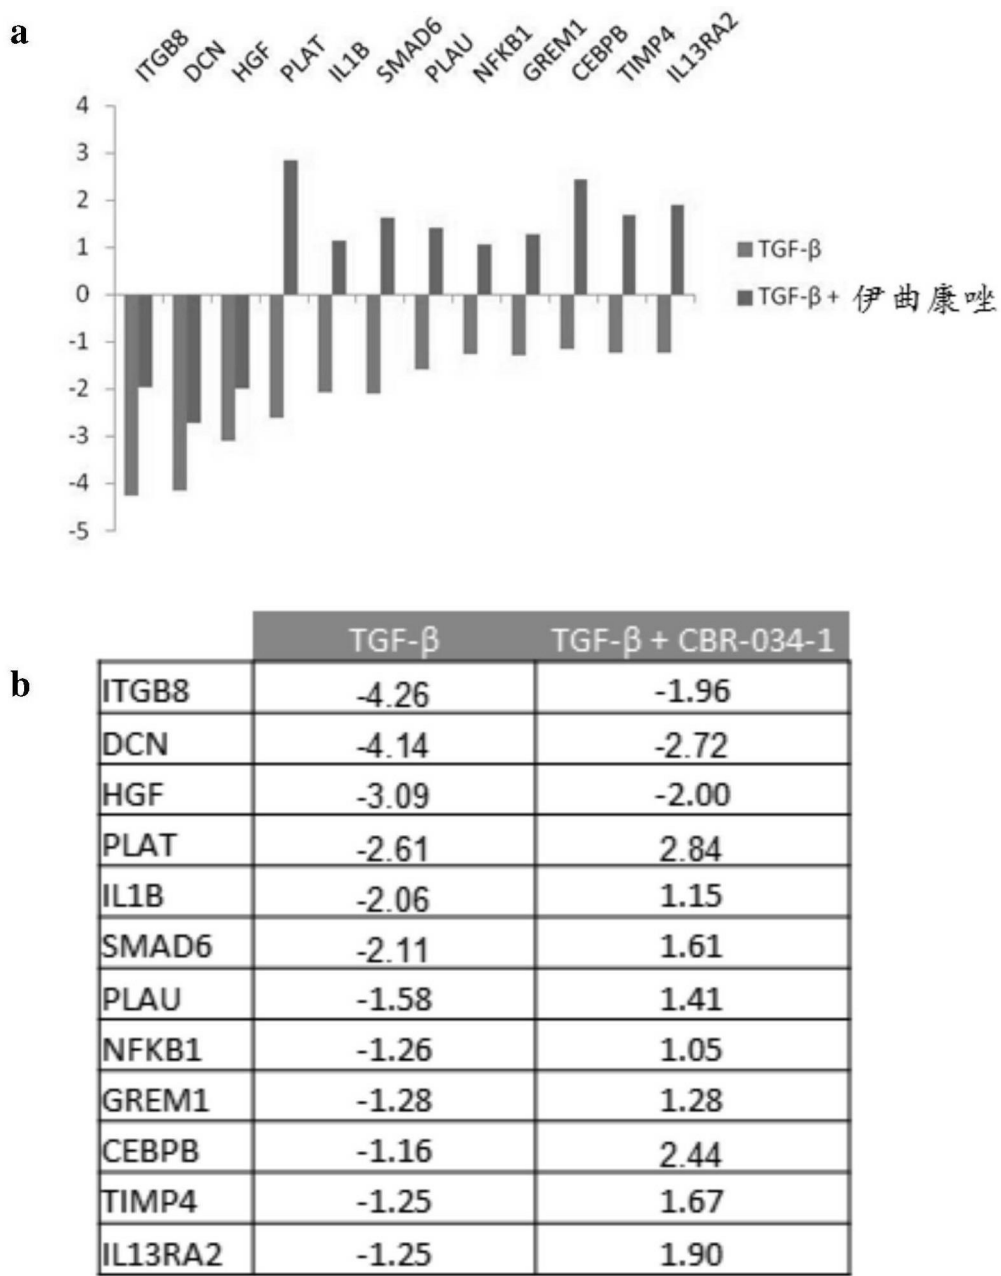 a
ITGB8 DCN HGF PLAT IL1B SMAD6 PLAU NFKB1 GREM1 CEBPB TIMP4 IL13RA2
4
3
2
1
0
-1
-2
-3
-4
-5
TGF-β
TGF-β + 伊曲康唑
b
TGF-β TGF-β + CBR-034-1
ITGB8 -4.26 -1.96
DCN -4.14 -2.72
HGF -3.09 -2.00
PLAT -2.61 2.84
IL1B -2.06 1.15
SMAD6 -2.11 1.61
PLAU -1.58 1.41
NFKB1 -1.26 1.05
GREM1 -1.28 1.28
CEBPB -1.16 2.44
TIMP4 -1.25 1.67
IL13RA2 -1.25 1.90